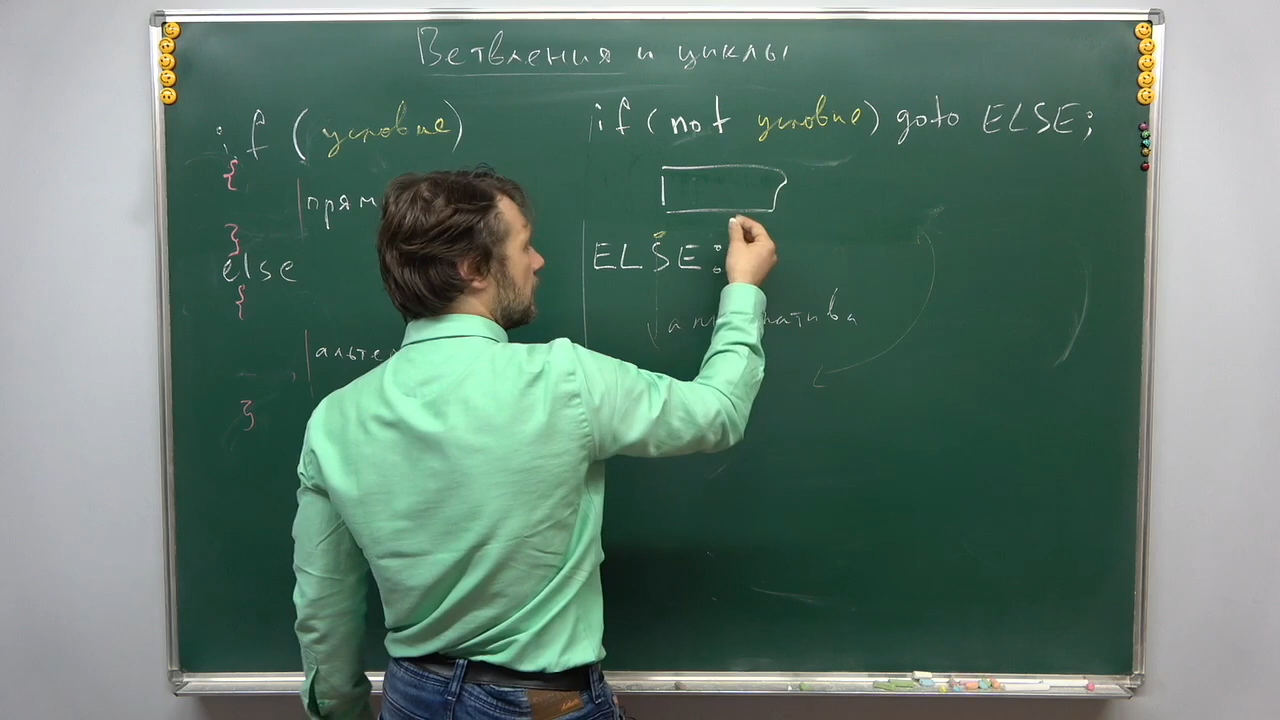 Ветвления и циклы
if (условие)
{
прям
}
else
{
альте
}
if (not условие) goto ELSE;
ELSE: